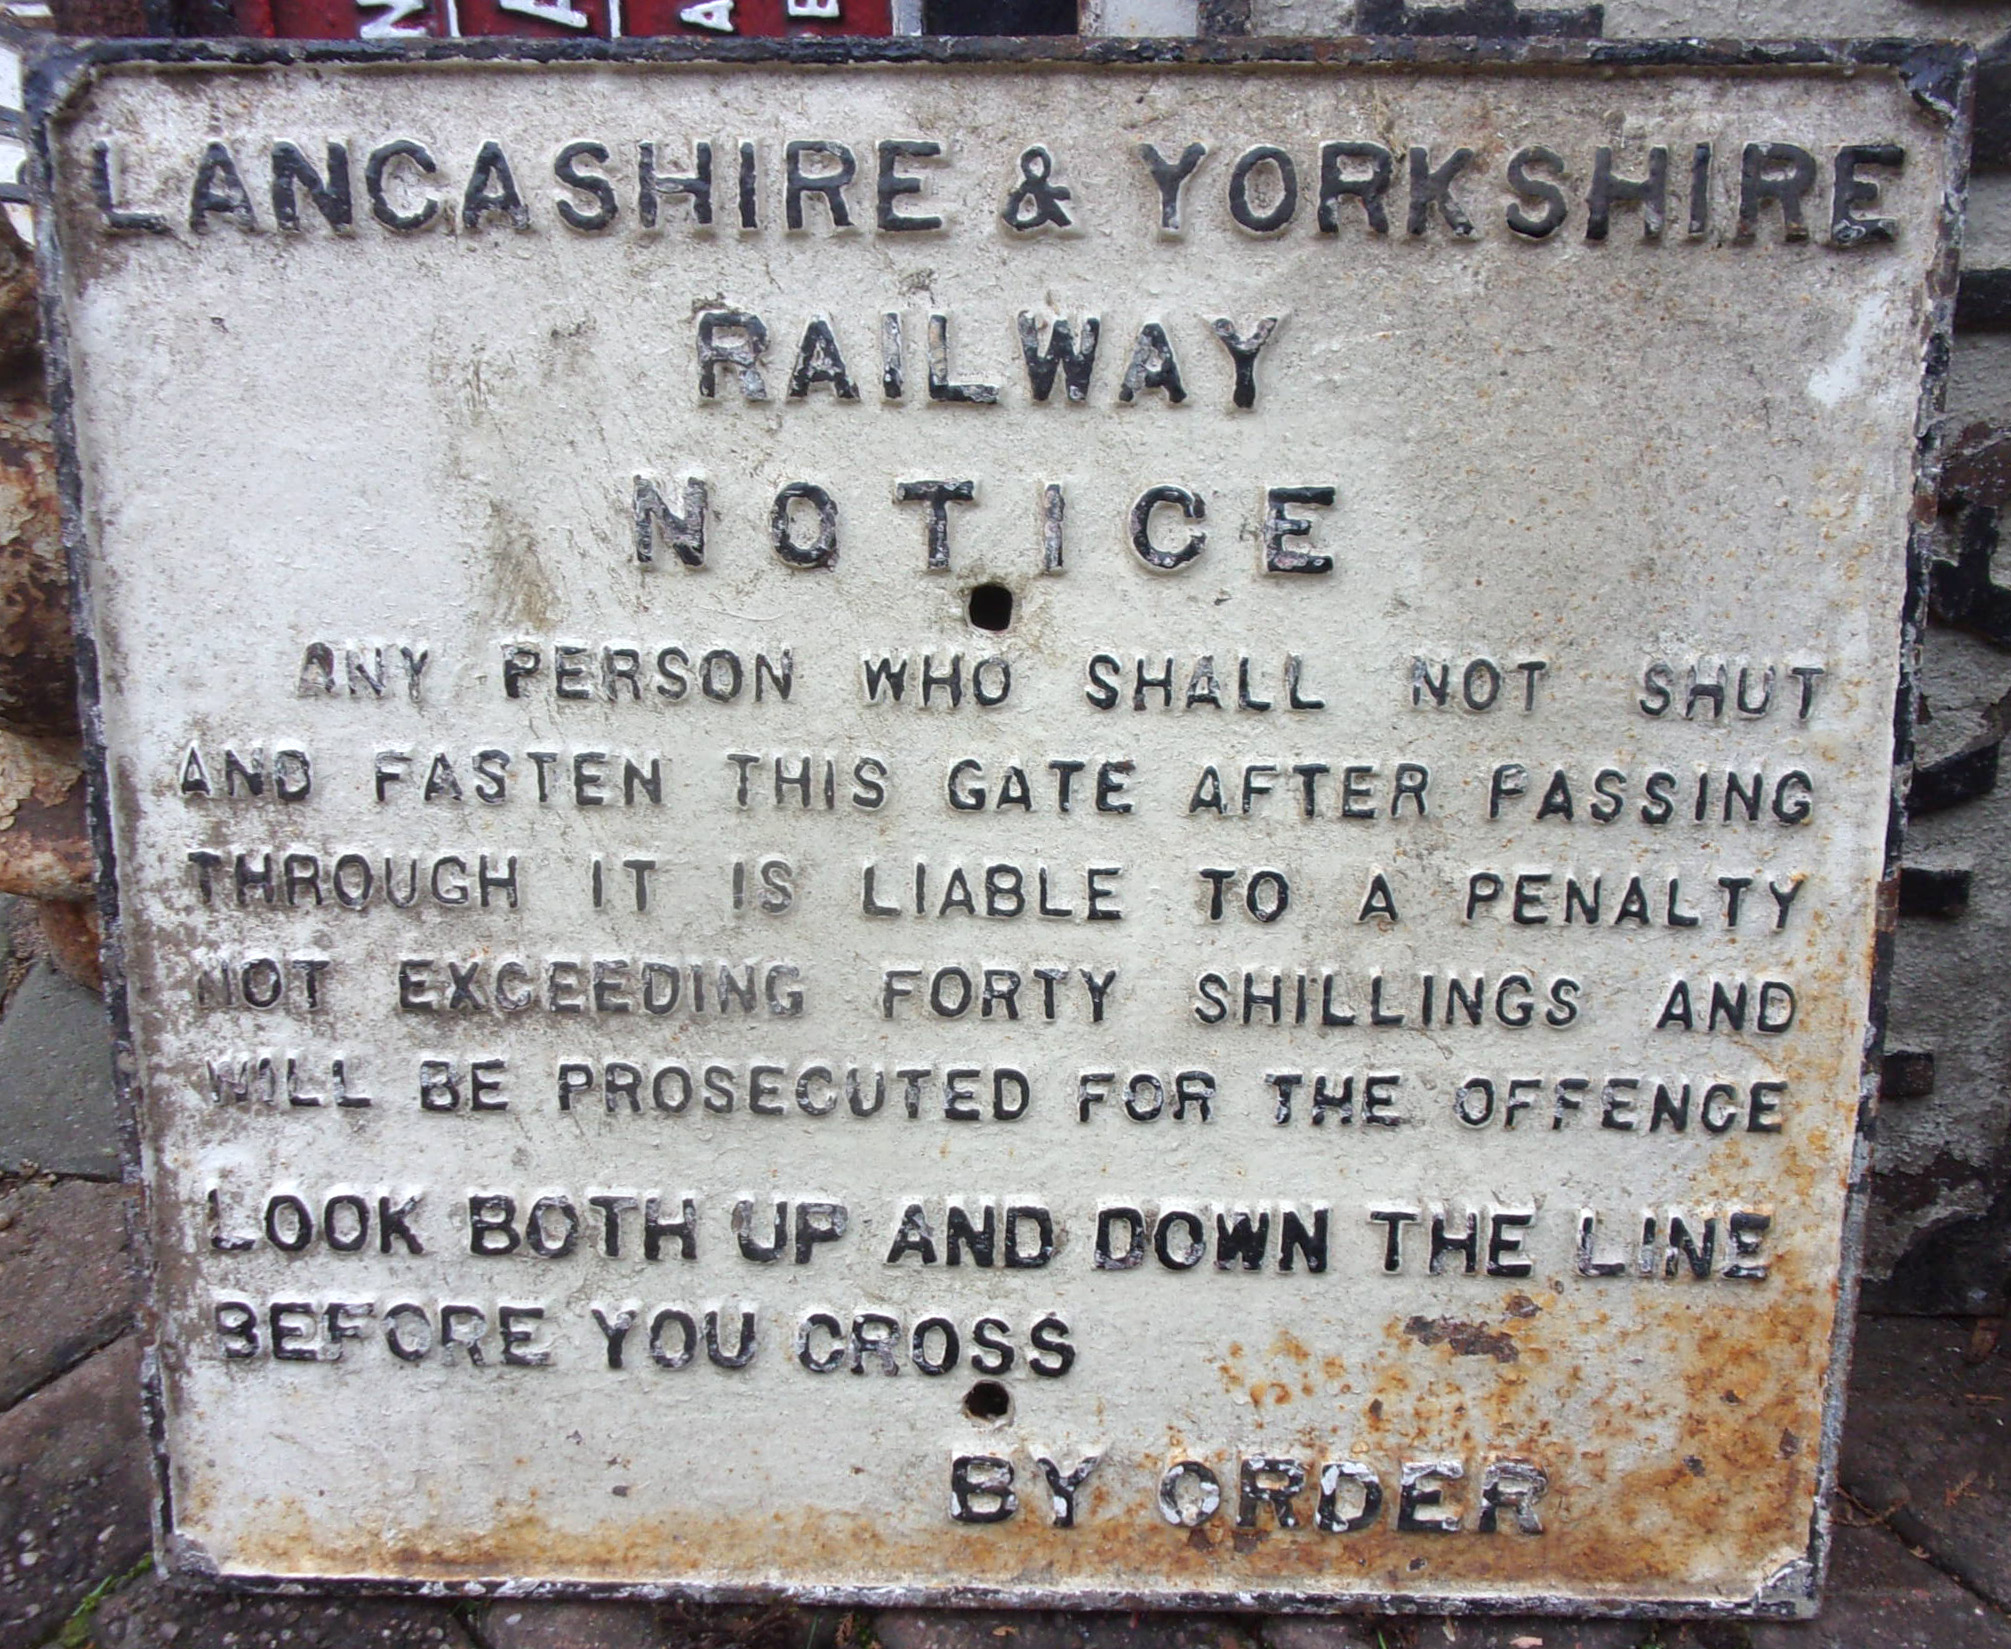 LANCASHIRE & YORKSHIRE
RAILWAY
NOTICE
ANY PERSON WHO SHALL NOT SHUT
AND FASTEN THIS GATE AFTER PASSING
THROUGH IT IS LIABLE TO A PENALTY
NOT EXCEEDING FORTY SHILLINGS AND
WILL BE PROSECUTED FOR THE OFFENCE
LOOK BOTH UP AND DOWN THE LINE
BEFORE YOU CROSS
BY ORDER